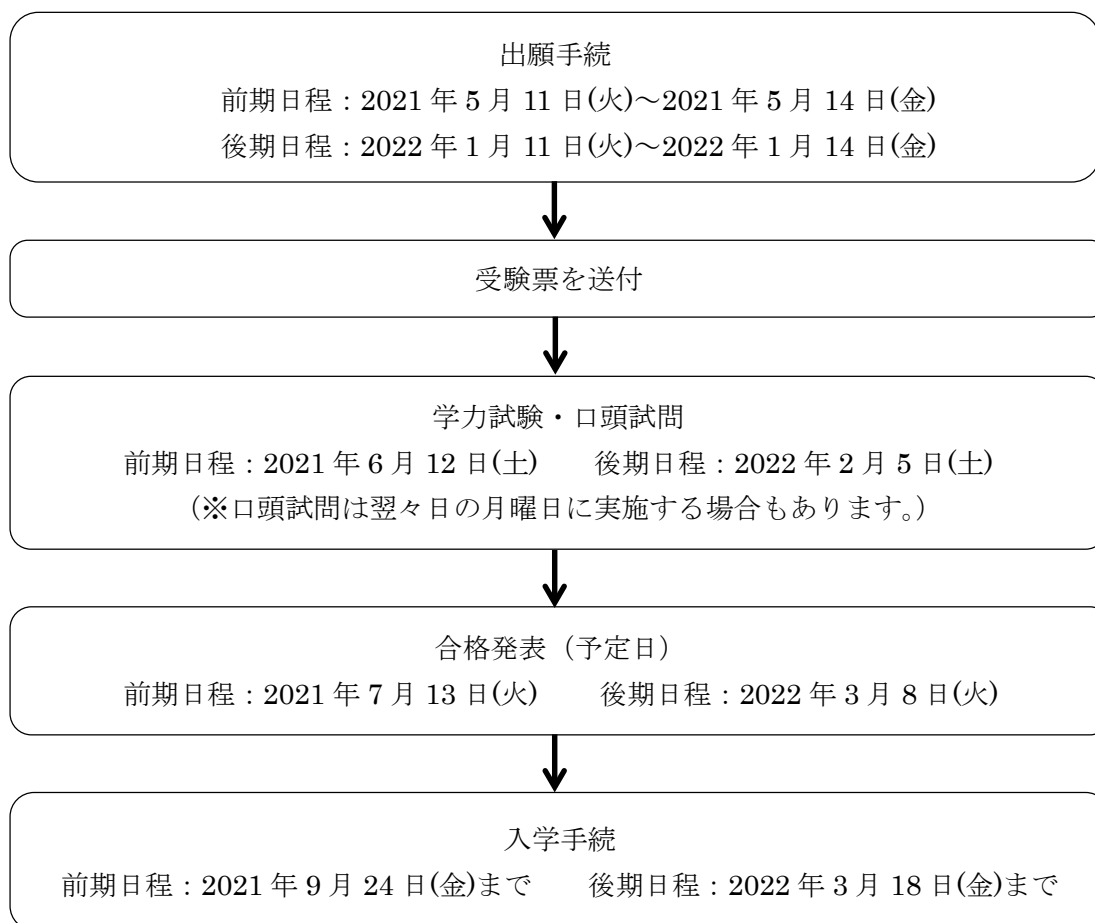 出願手続
前期日程：2021 年 5 月 11 日(火)～2021 年 5 月 14 日(金)
後期日程：2022 年 1 月 11 日(火)～2022 年 1 月 14 日(金)
受験票を送付
学力試験・口頭試問
前期日程：2021 年 6 月 12 日(土)　　後期日程：2022 年 2 月 5 日(土)
（※口頭試問は翌々日の月曜日に実施する場合もあります。）
合格発表（予定日）
前期日程：2021 年 7 月 13 日(火)　　後期日程：2022 年 3 月 8 日(火)
入学手続
前期日程：2021 年 9 月 24 日(金)まで　　後期日程：2022 年 3 月 18 日(金)まで